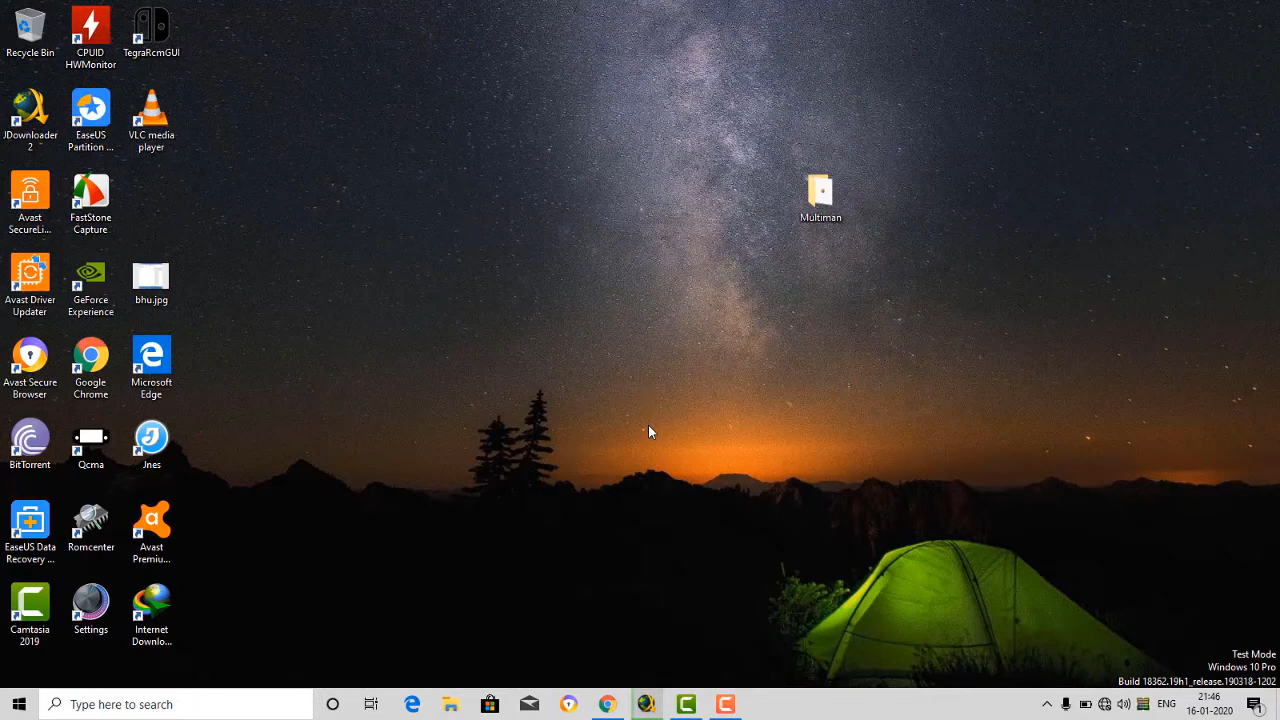 Recycle Bin
CPUID
HWMonitor
TegraRcmGUI
JDownloader
2
EaseUS
Partition ...
VLC media
player
Avast
SecureLi...
FastStone
Capture
Avast Driver
Updater
GeForce
Experience
bhu.jpg
Avast Secure
Browser
Google
Chrome
Microsoft
Edge
BitTorrent
Qcma
Jnes
EaseUS Data
Recovery ...
Romcenter
Avast
Premiu...
Camtasia
2019
Settings
Internet
Downlo...
Multiman
Test Mode
Windows 10 Pro
Build 18362.19h1_release.190318-1202
Type here to search
ENG
21:46
16-01-2020
1